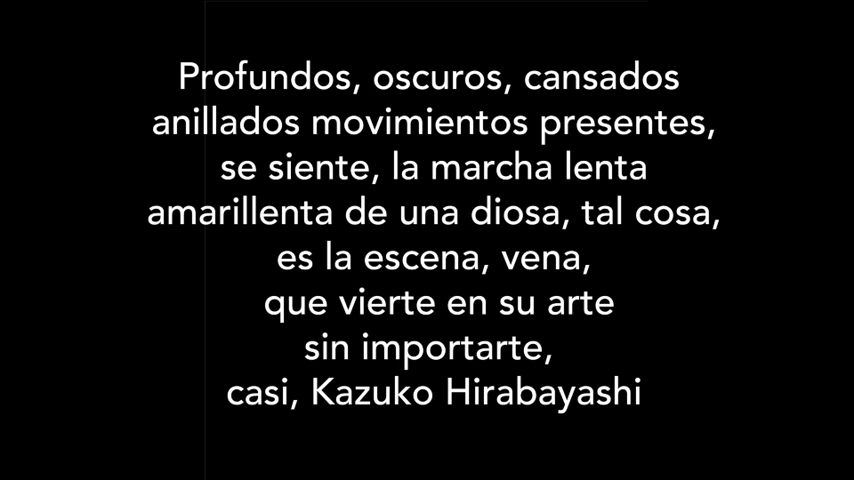 Profundos, oscuros, cansados
anillados movimientos presentes,
se siente, la marcha lenta
amarillenta de una diosa, tal cosa,
es la escena, vena,
que vierte en su arte
sin importarte,
casi, Kazuko Hirabayashi